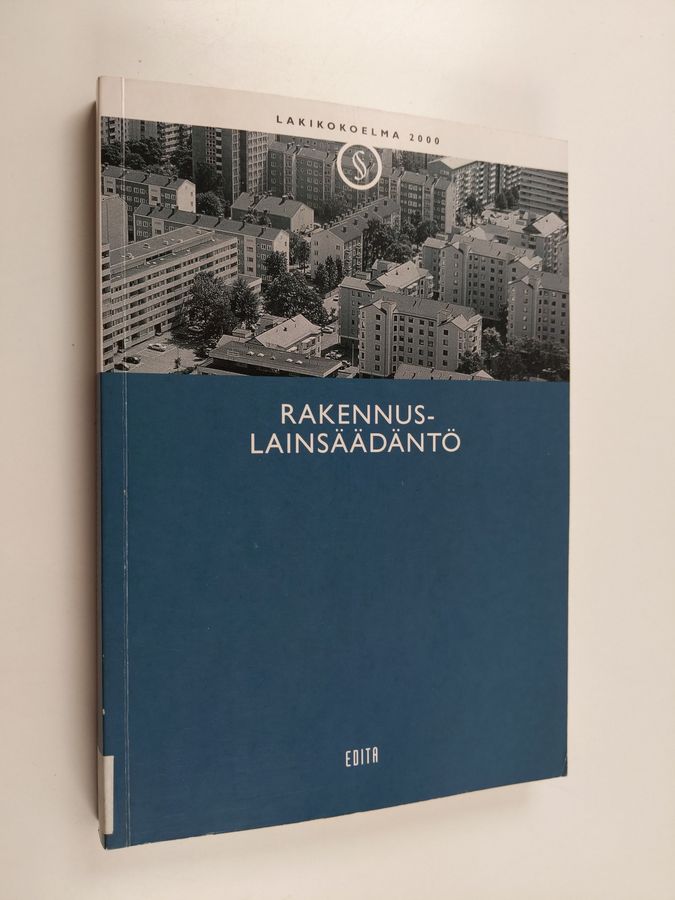 LAKIKOKOELMA 2000
§
RAKENNUS-
LAINSÄÄDÄNTÖ
EDITA